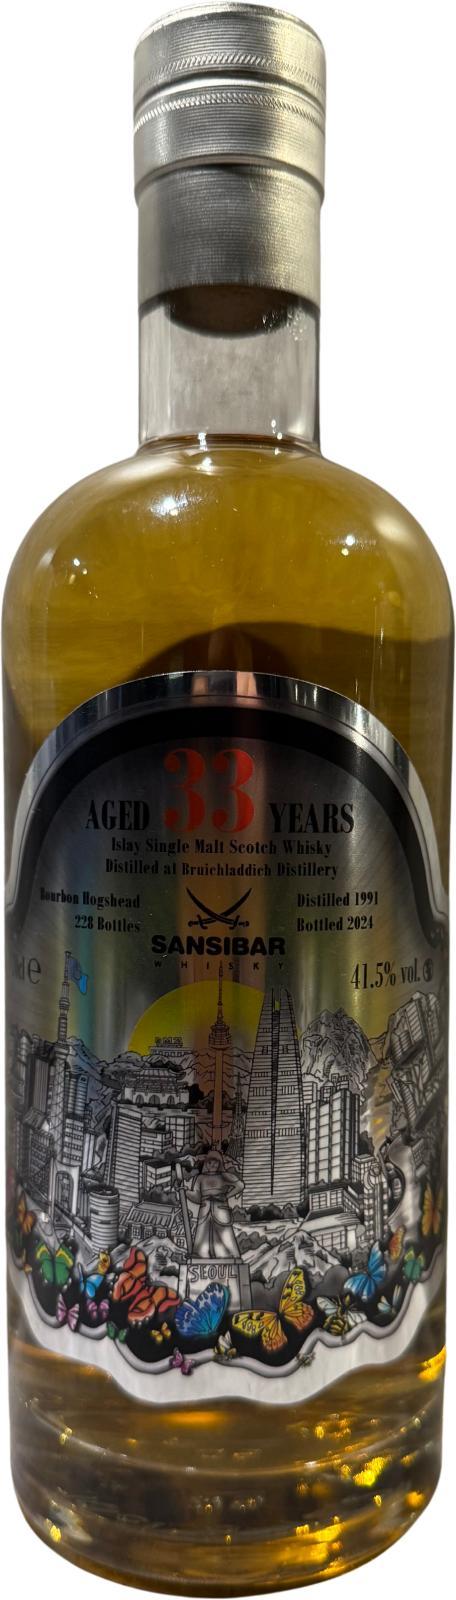 AGED 33 YEARS
Islay Single Malt Scotch Whisky
Distilled at Bruichladdich Distillery
Bourbon Hogshead
228 Bottles
Distilled 1991
Bottled 2024
SANSIBAR
WHISKY
℮
41.5% vol.
SEOUL